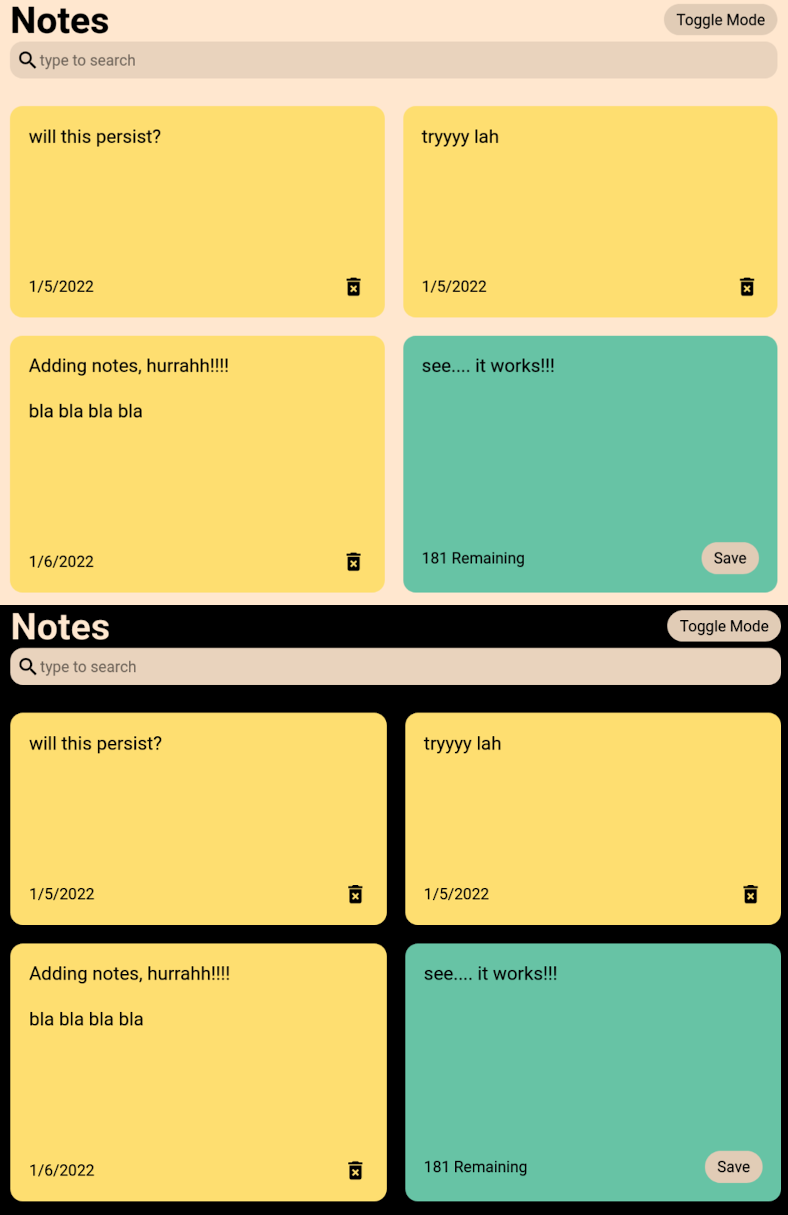 Notes
Toggle Mode
type to search
will this persist?
tryyyy lah
1/5/2022
1/5/2022
Adding notes, hurrahh!!!!
bla bla bla bla
see.... it works!!!
1/6/2022
181 Remaining
Save
Notes
Toggle Mode
type to search
will this persist?
tryyyy lah
1/5/2022
1/5/2022
Adding notes, hurrahh!!!!
bla bla bla bla
see.... it works!!!
1/6/2022
181 Remaining
Save